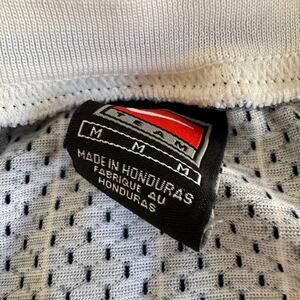 TEAM
M M M
MADE IN HONDURAS
FABRIQUE AU
HONDURAS